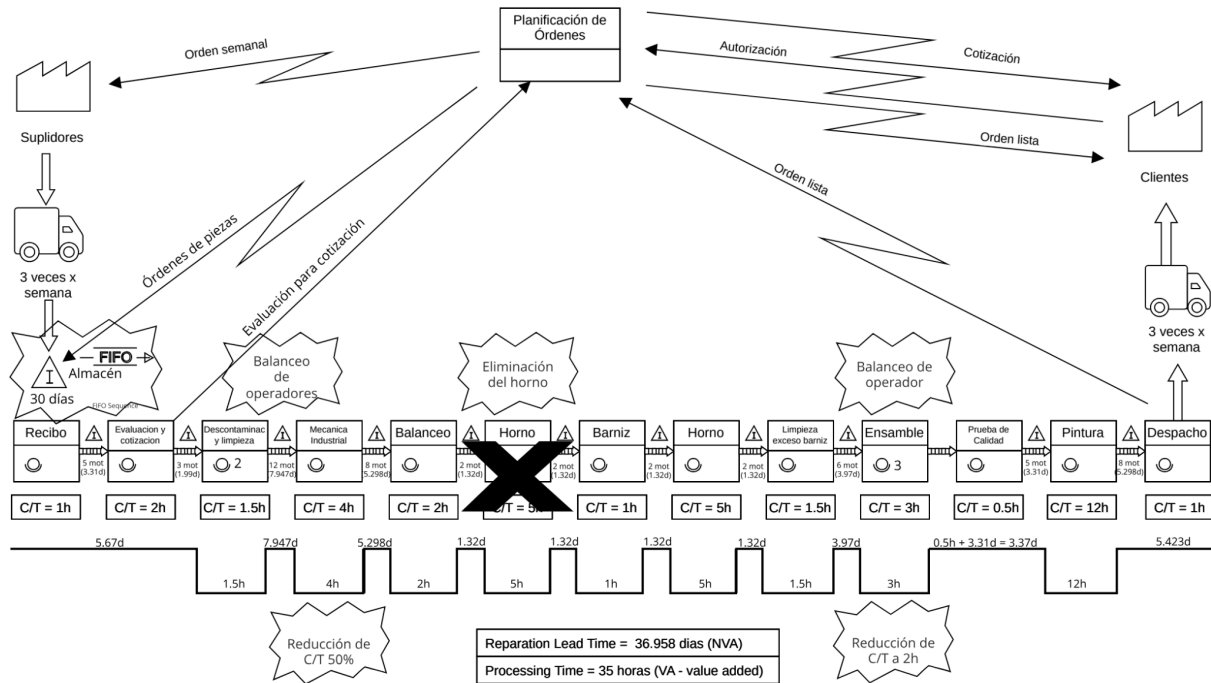 Planificación de
Órdenes
Orden semanal
Autorización
Cotización
Orden lista
Suplidores
Clientes
Orden lista
Órdenes de piezas
Evaluación para cotización
3 veces x
semana
3 veces x
semana
FIFO
I
Almacén
30 días
FIFO Sequence
Balanceo
de
operadores
Eliminación
del horno
Balanceo de
operador
Recibo
I
Evaluacion y
cotizacion
I
Descontaminac
y limpieza
I
Mecanica
Industrial
I
Balanceo
I
Horno
I
Barniz
I
Horno
I
Limpieza
exceso barniz
I
Ensamble
Prueba de
Calidad
I
Pintura
I
Despacho
5 mot
(3.31d)
3 mot
(1.99d)
2
12 mot
7.947d)
8 mot
(5.298d)
2 mot
(1.32d)
2 mot
(1.32d)
2 mot
(1.32d)
2 mot
(1.32d)
6 mot
(3.97d)
3
5 mot
(3.31d)
8 mot
(5.298d)
C/T = 1h
C/T = 2h
C/T = 1.5h
C/T = 4h
C/T = 2h
C/T = 5h
C/T = 1h
C/T = 5h
C/T = 1.5h
C/T = 3h
C/T = 0.5h
C/T = 12h
C/T = 1h
5.67d
7.947d
5.298d
1.32d
1.32d
1.32d
1.32d
3.97d
0.5h + 3.31d = 3.37d
5.423d
1.5h
4h
2h
5h
1h
5h
1.5h
3h
12h
Reducción de
C/T 50%
Reparation Lead Time = 36.958 dias (NVA)
Processing Time = 35 horas (VA - value added)
Reducción de
C/T a 2h